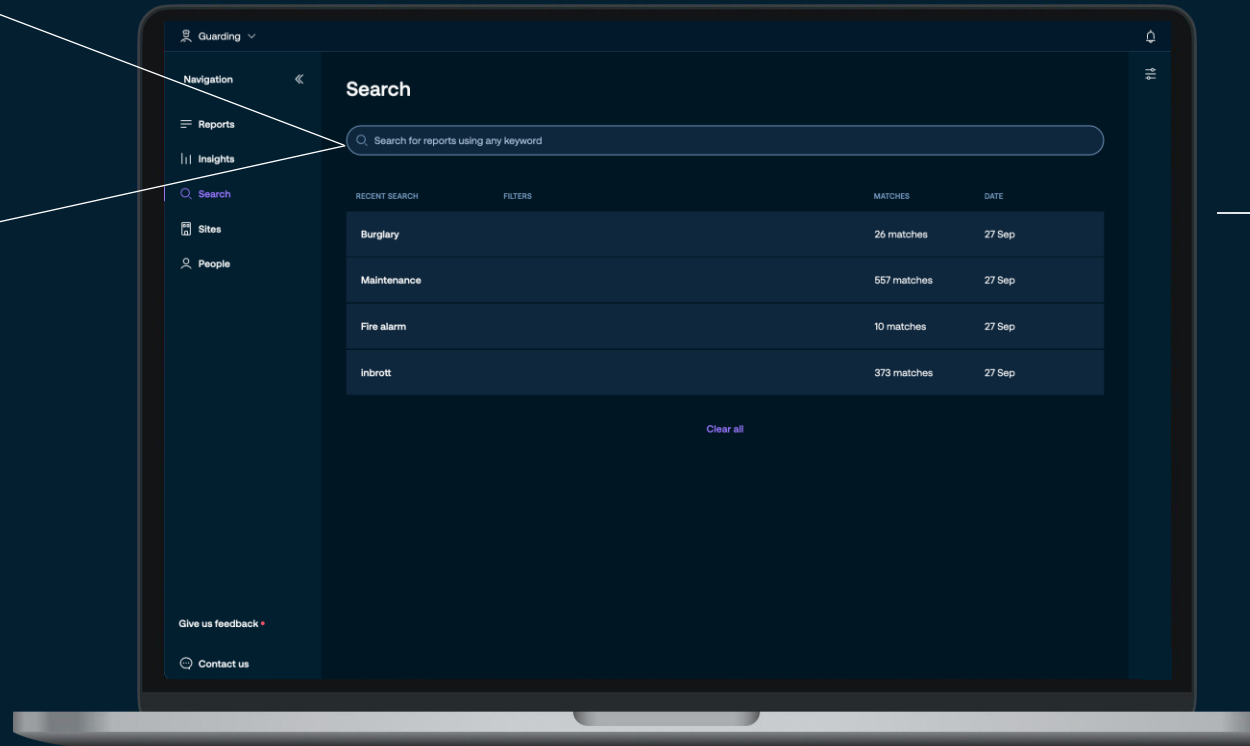 Guarding
Navigation
Reports
Insights
Search
Sites
People
Give us feedback
Contact us
Search
Search for reports using any keyword
RECENT SEARCH FILTERS MATCHES DATE
Burglary 26 matches 27 Sep
Maintenance 557 matches 27 Sep
Fire alarm 10 matches 27 Sep
inbrott 373 matches 27 Sep
Clear all